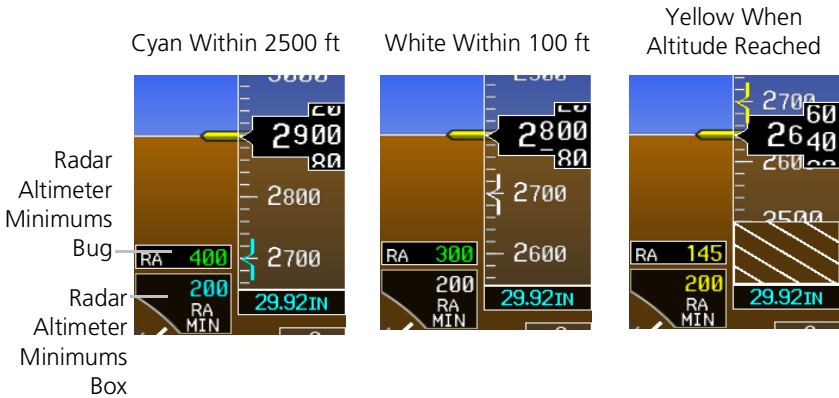 Cyan Within 2500 ft
White Within 100 ft
Yellow When
Altitude Reached
Radar
Altimeter
Minimums
Bug
Radar
Altimeter
Minimums
Box
2900
80
2800
2700
RA 400
200
RA
MIN
29.92IN
2800
80
2700
2600
RA 300
200
RA
MIN
29.92IN
2700
60
2640
RA 145
200
RA
MIN
29.92IN